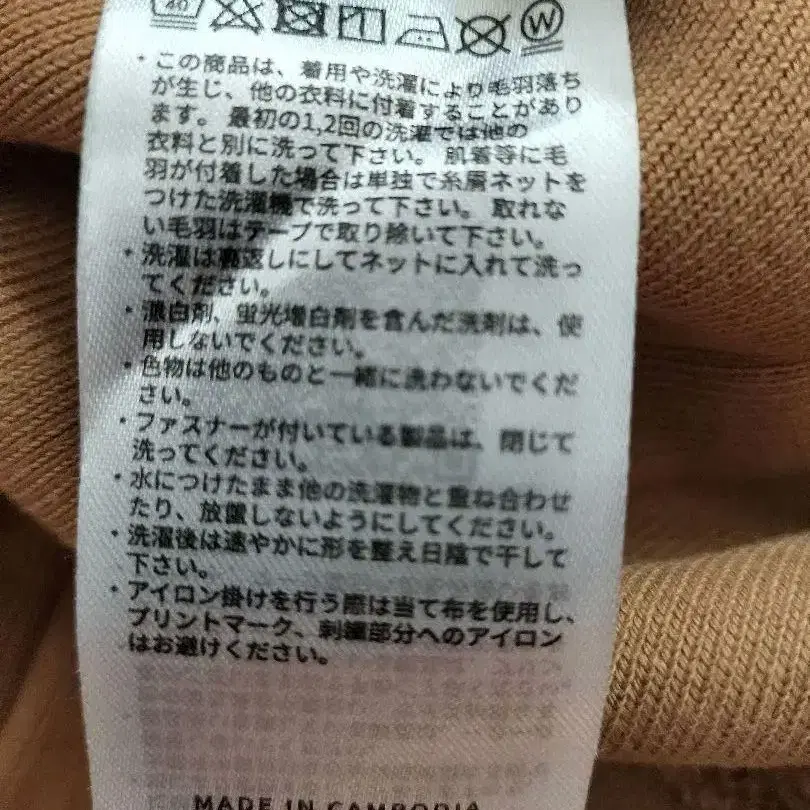 40
W
・この商品は、着用や洗濯により毛羽落ち
が生じ、他の衣料に付着することがあり
ます。 最初の1,2回の洗濯では他の
衣料と別に洗って下さい。 肌着等に毛
羽が付着した場合は単独で糸屑ネットを
つけた洗濯機で洗って下さい。 取れな
い毛羽はテープで取り除いて下さい。
・洗濯は裏返しにしてネットに入れて洗っ
てください。
・漂白剤、蛍光増白剤を含んだ洗剤は、使
用しないでください。
・色物は他のものと一緒に洗わないでくだ
さい。
・ファスナーが付いている製品は、閉じて
洗ってください。
・水につけたまま他の洗濯物と重ね合わせ
たり、放置しないようにしてください。
・洗濯後は速やかに形を整え日陰で干して
下さい。
・アイロン掛けを行う際は当て布を使用し、
プリントマーク、刺繍部分へのアイロン
はお避けください。
MADE IN CAMBODIA